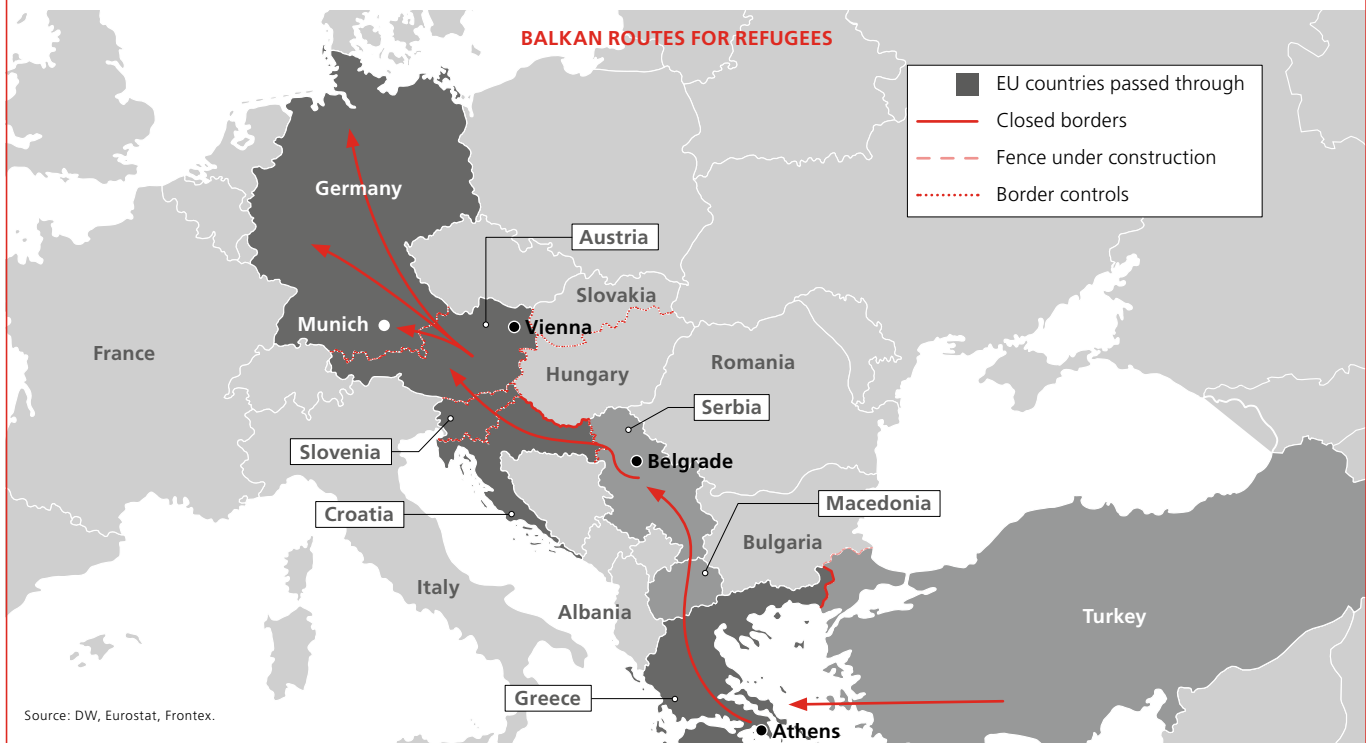 BALKAN ROUTES FOR REFUGEES
EU countries passed through
Closed borders
Fence under construction
Border controls
Germany
Austria
Slovakia
Munich
Vienna
France
Hungary
Romania
Serbia
Slovenia
Belgrade
Croatia
Macedonia
Bulgaria
Italy
Albania
Turkey
Greece
Source: DW, Eurostat, Frontex.
Athens